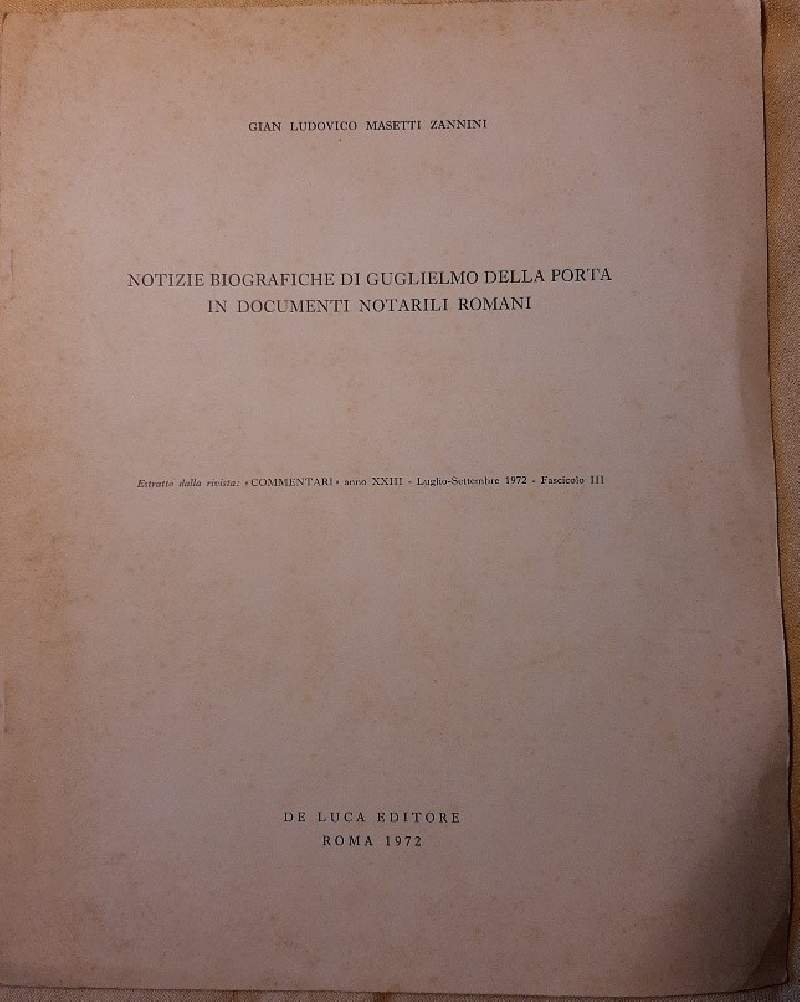 GIAN LUDOVICO MASETTI ZANNINI
NOTIZIE BIOGRAFICHE DI GUGLIELMO DELLA PORTA
IN DOCUMENTI NOTARILI ROMANI
Estratto dalla rivista: «COMMENTARI» anno XXIII - Luglio-Settembre 1972 - Fascicolo III
DE LUCA EDITORE
ROMA 1972